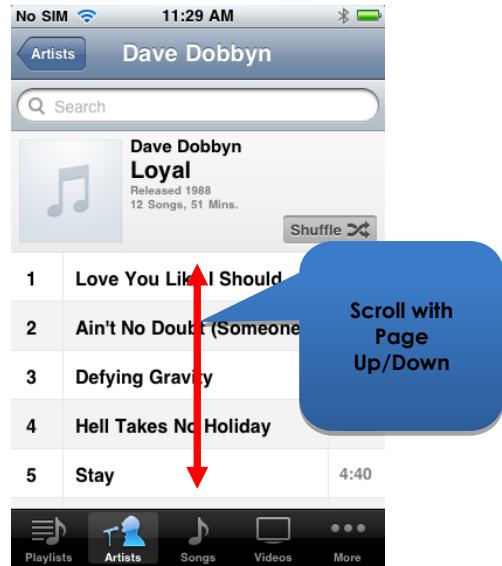 No SIM 11:29 AM
Artists Dave Dobbyn
Search
Dave Dobbyn
Loyal
Released 1988
12 Songs, 51 Mins.
Shuffle
1 Love You Like I Should
2 Ain't No Doubt (Someone
3 Defying Gravity
4 Hell Takes No Holiday
5 Stay 4:40
Scroll with
Page
Up/Down
Playlists Artists Songs Videos More